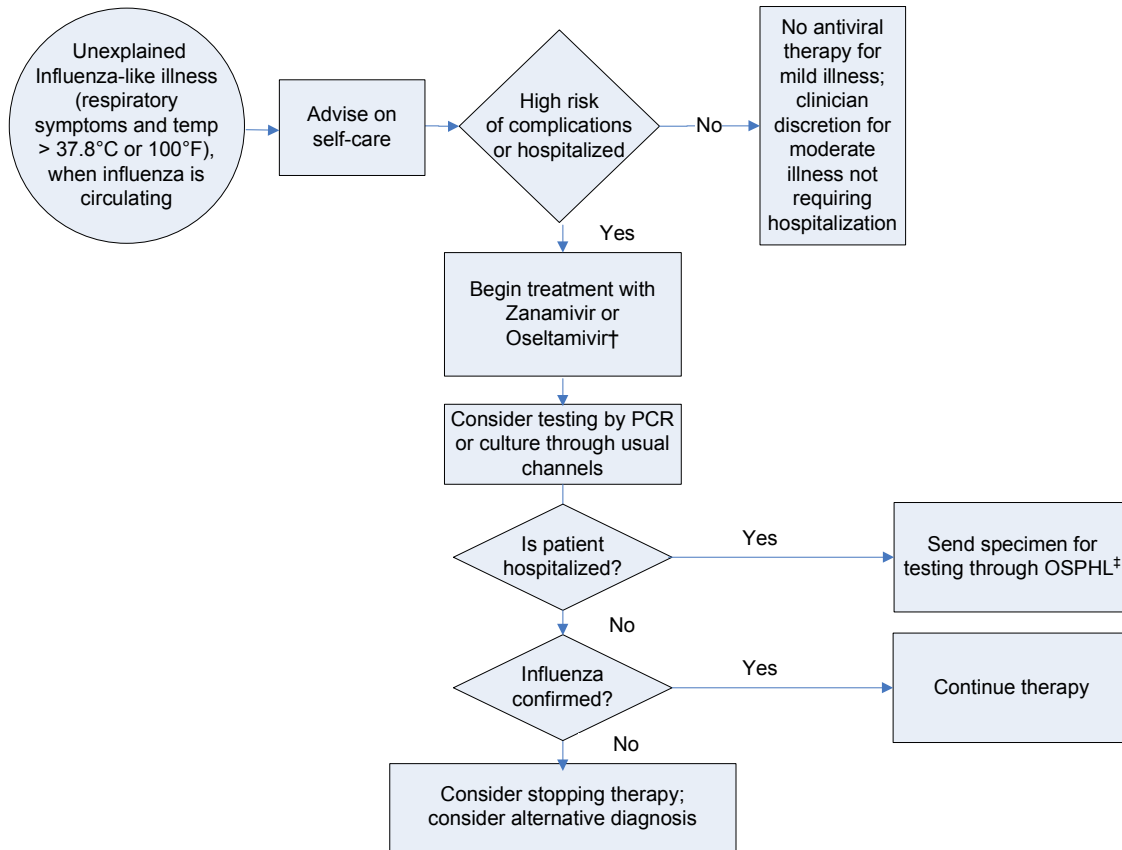 Unexplained
Influenza-like illness
(respiratory
symptoms and temp
> 37.8°C or 100°F),
when influenza is
circulating
Advise on
self-care
High risk
of complications
or hospitalized
No
No antiviral
therapy for
mild illness;
clinician
discretion for
moderate
illness not
requiring
hospitalization
Yes
Begin treatment with
Zanamivir or
Oseltamivir†
Consider testing by PCR
or culture through usual
channels
Is patient
hospitalized?
Yes
Send specimen for
testing through OSPHL‡
No
Influenza
confirmed?
Yes
Continue therapy
No
Consider stopping therapy;
consider alternative diagnosis